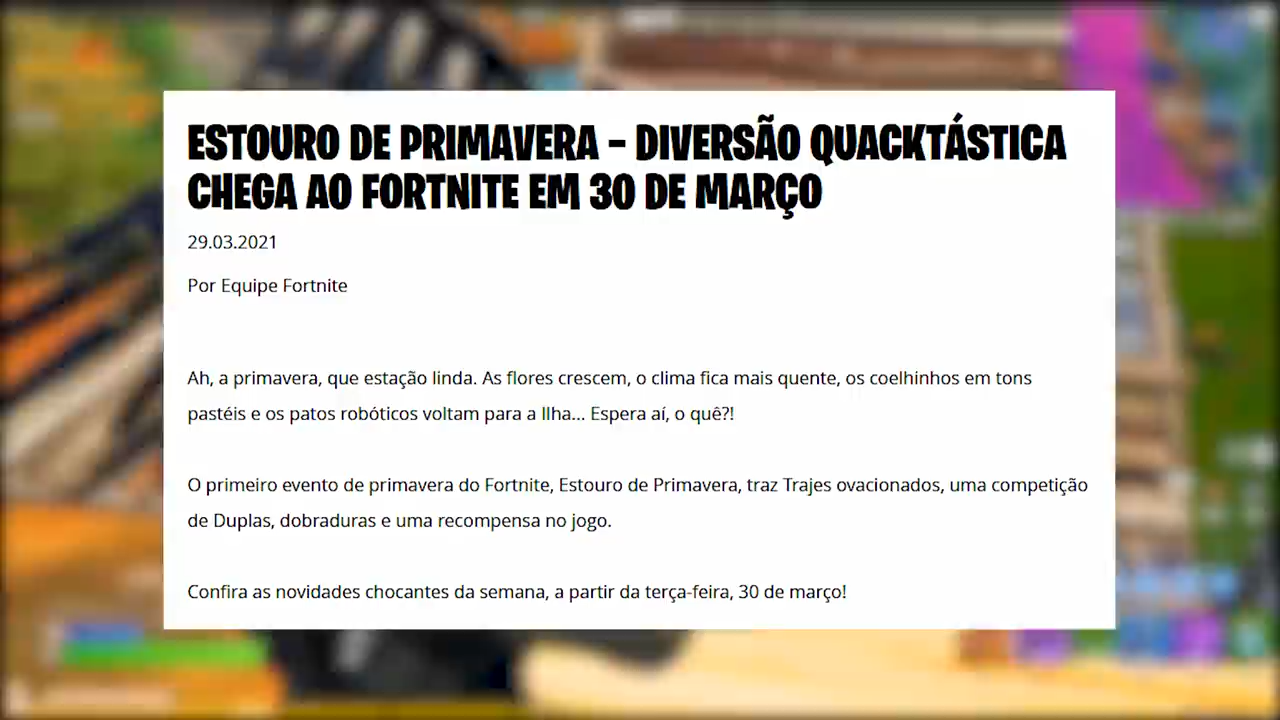 ESTOURO DE PRIMAVERA – DIVERSÃO QUACKTÁSTICA
CHEGA AO FORTNITE EM 30 DE MARÇO
29.03.2021
Por Equipe Fortnite
Ah, a primavera, que estação linda. As flores crescem, o clima fica mais quente, os coelhinhos em tons
pastéis e os patos robóticos voltam para a Ilha... Espera aí, o quê?!
O primeiro evento de primavera do Fortnite, Estouro de Primavera, traz Trajes ovacionados, uma competição
de Duplas, dobraduras e uma recompensa no jogo.
Confira as novidades chocantes da semana, a partir da terça-feira, 30 de março!